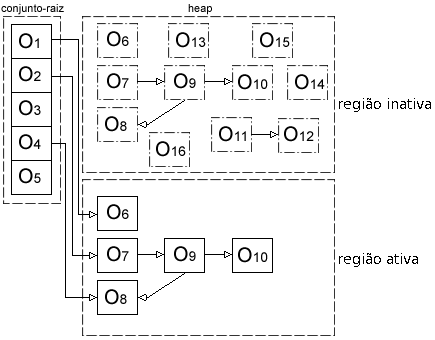 conjunto-raiz heap
O1 O6 O13 O15
O2 O7 O9 O10 O14
O3 O8 região inativa
O4 O16 O11 O12
O5
O6
O7 O9 O10 região ativa
O8